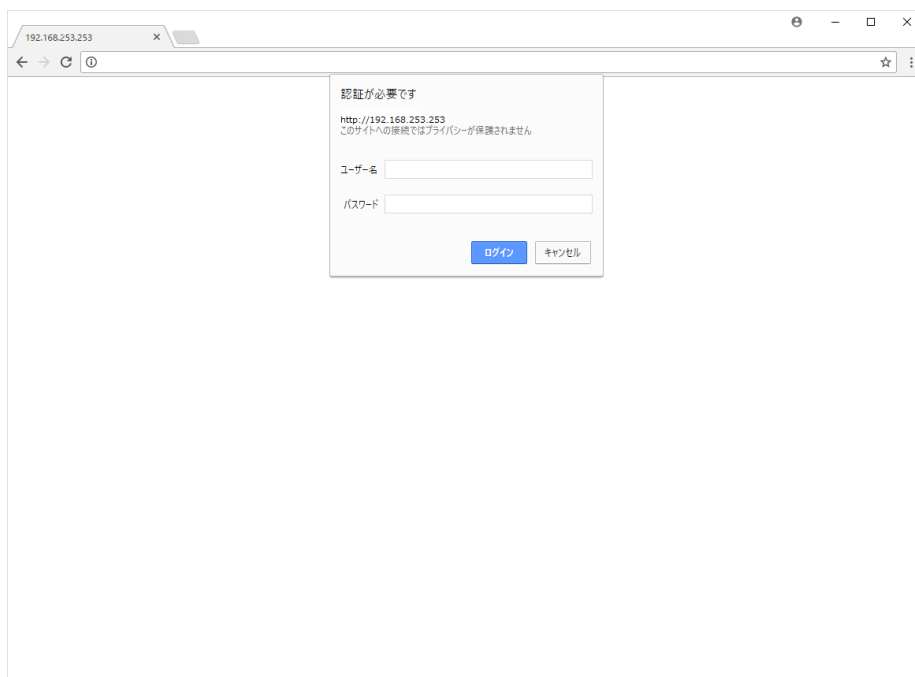 192.168.253.253
認証が必要です
http://192.168.253.253
このサイトへの接続ではプライバシーが保護されません
ユーザー名
パスワード
ログイン キャンセル